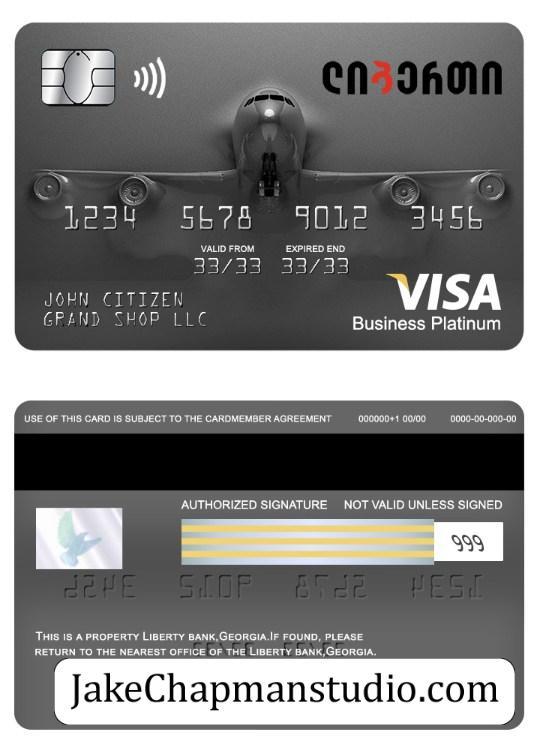 ლიბერთი
1234 5678 9012 3456
VALID FROM EXPIRED END
33/33 33/33
JOHN CITIZEN
GRAND SHOP LLC
VISA
Business Platinum
USE OF THIS CARD IS SUBJECT TO THE CARDMEMBER AGREEMENT 000000+1 00/00 0000-00-000-00
AUTHORIZED SIGNATURE NOT VALID UNLESS SIGNED
999
THIS IS A PROPERTY LIBERTY BANK,GEORGIA.IF FOUND, PLEASE
RETURN TO THE NEAREST OFFICE OF THE LIBERTY BANK,GEORGIA.
JakeChapmanstudio.com